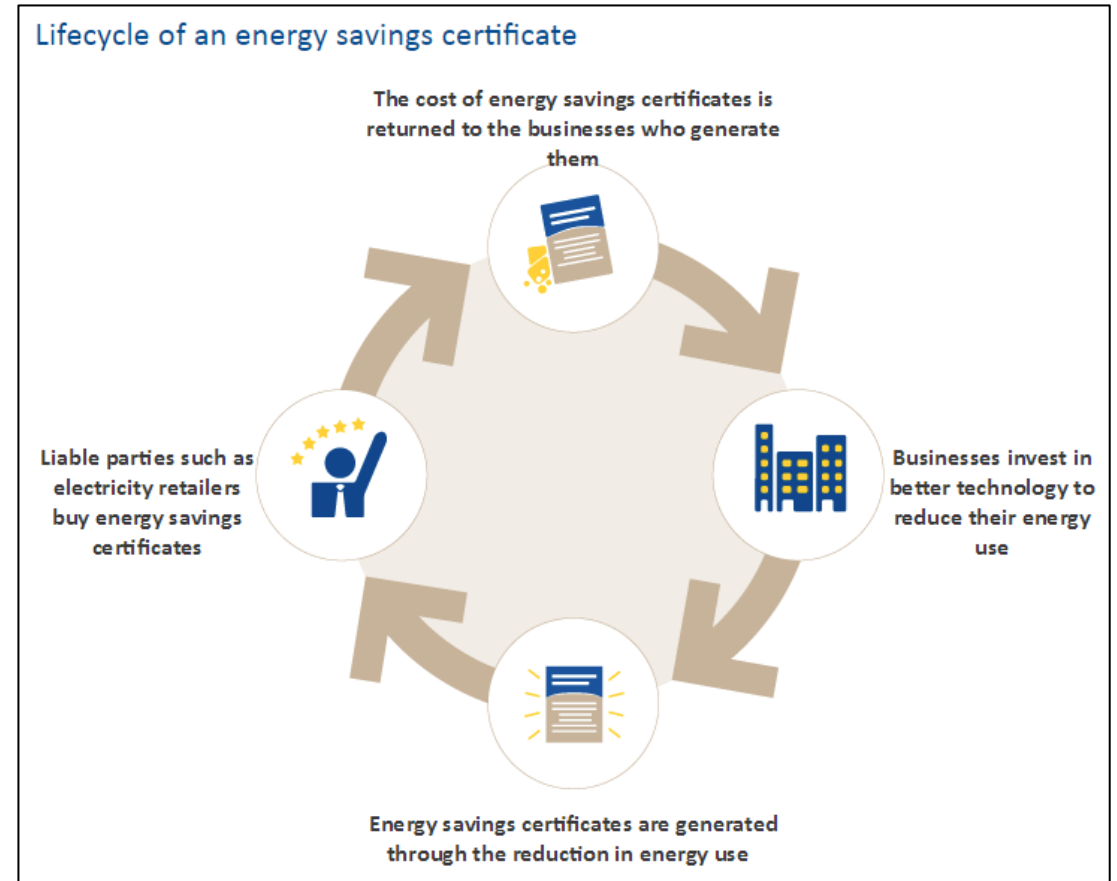 Lifecycle of an energy savings certificate
The cost of energy savings certificates is
returned to the businesses who generate
them
Liable parties such as
electricity retailers
buy energy savings
certificates
Businesses invest in
better technology to
reduce their energy
use
Energy savings certificates are generated
through the reduction in energy use